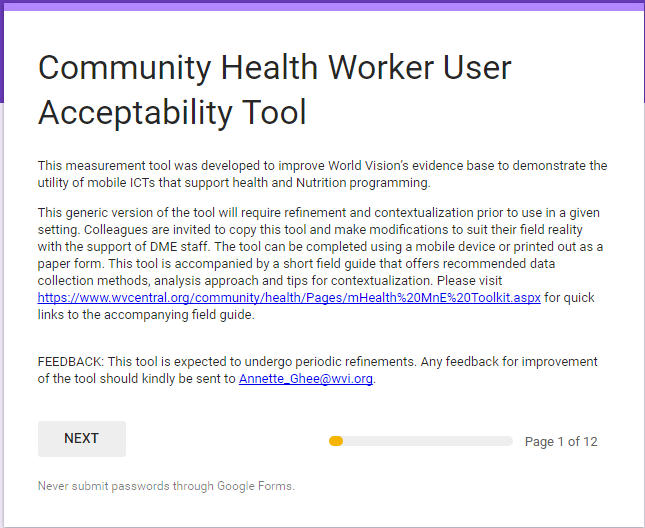 Community Health Worker User
Acceptability Tool
This measurement tool was developed to improve World Vision's evidence base to demonstrate the
utility of mobile ICTs that support health and Nutrition programming.
This generic version of the tool will require refinement and contextualization prior to use in a given
setting. Colleagues are invited to copy this tool and make modifications to suit their field reality
with the support of DME staff. The tool can be completed using a mobile device or printed out as a
paper form. This tool is accompanied by a short field guide that offers recommended data
collection methods, analysis approach and tips for contextualization. Please visit
https://www.wvcentral.org/community/health/Pages/mHealth%20MnE%20Toolkit.aspx for quick
links to the accompanying field guide.
FEEDBACK: This tool is expected to undergo periodic refinements. Any feedback for improvement
of the tool should kindly be sent to Annette_Ghee@wvi.org.
NEXT
Page 1 of 12
Never submit passwords through Google Forms.